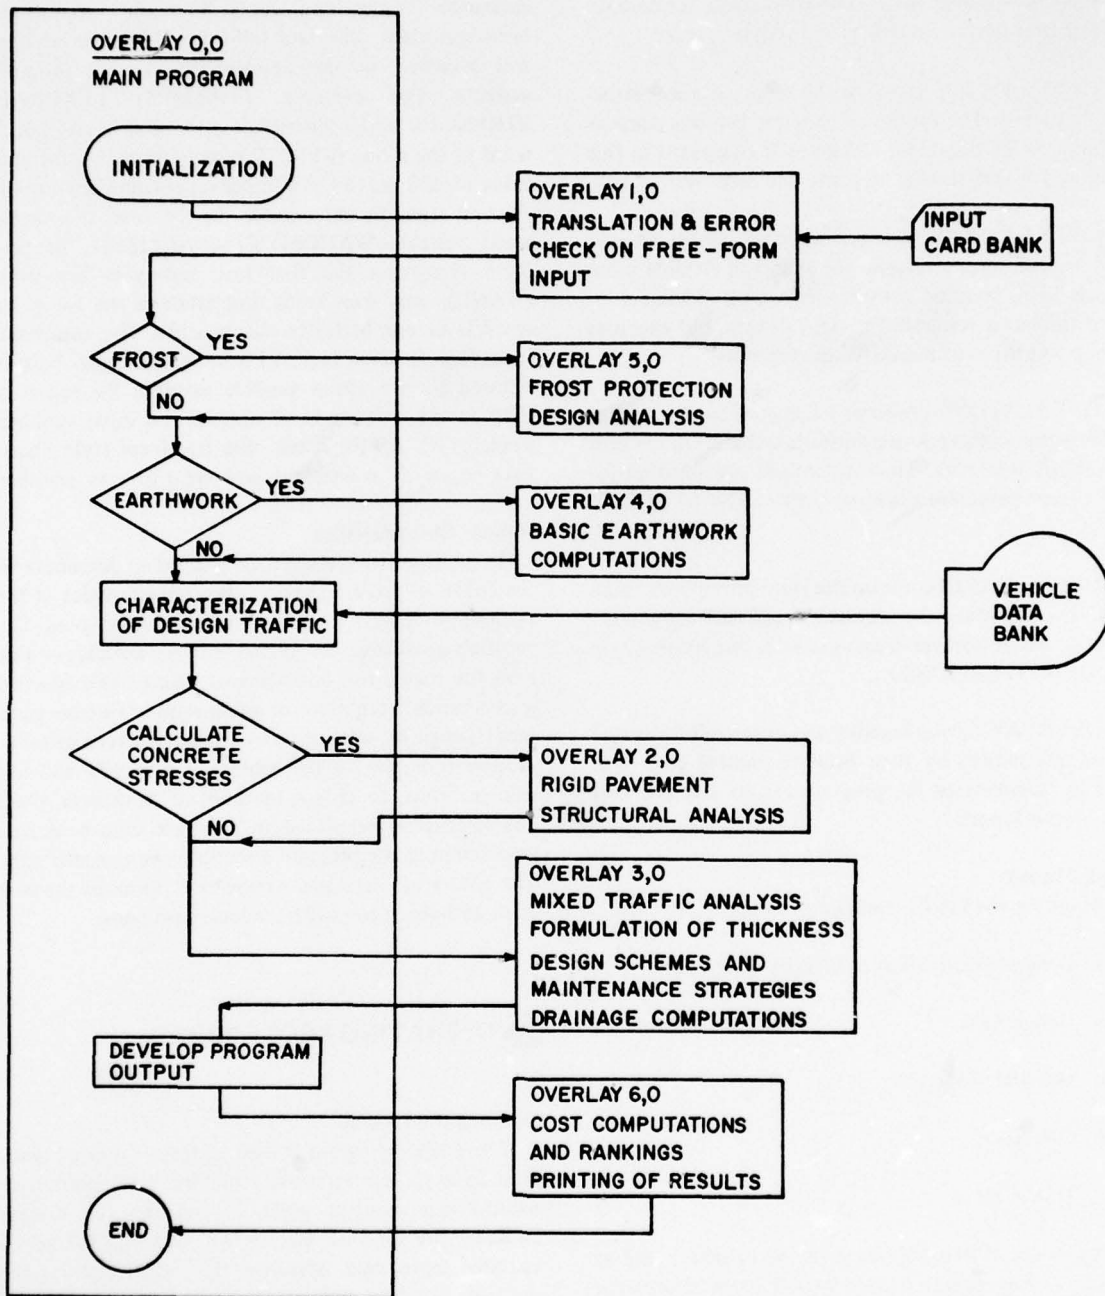 OVERLAY 0,0
MAIN PROGRAM
INITIALIZATION
OVERLAY 1,0
TRANSLATION & ERROR
CHECK ON FREE-FORM
INPUT
INPUT
CARD BANK
FROST
YES
NO
OVERLAY 5,0
FROST PROTECTION
DESIGN ANALYSIS
EARTHWORK
YES
NO
OVERLAY 4,0
BASIC EARTHWORK
COMPUTATIONS
CHARACTERIZATION
OF DESIGN TRAFFIC
VEHICLE
DATA
BANK
CALCULATE
CONCRETE
STRESSES
YES
NO
OVERLAY 2,0
RIGID PAVEMENT
STRUCTURAL ANALYSIS
OVERLAY 3,0
MIXED TRAFFIC ANALYSIS
FORMULATION OF THICKNESS
DESIGN SCHEMES AND
MAINTENANCE STRATEGIES
DRAINAGE COMPUTATIONS
DEVELOP PROGRAM
OUTPUT
OVERLAY 6,0
COST COMPUTATIONS
AND RANKINGS
PRINTING OF RESULTS
END